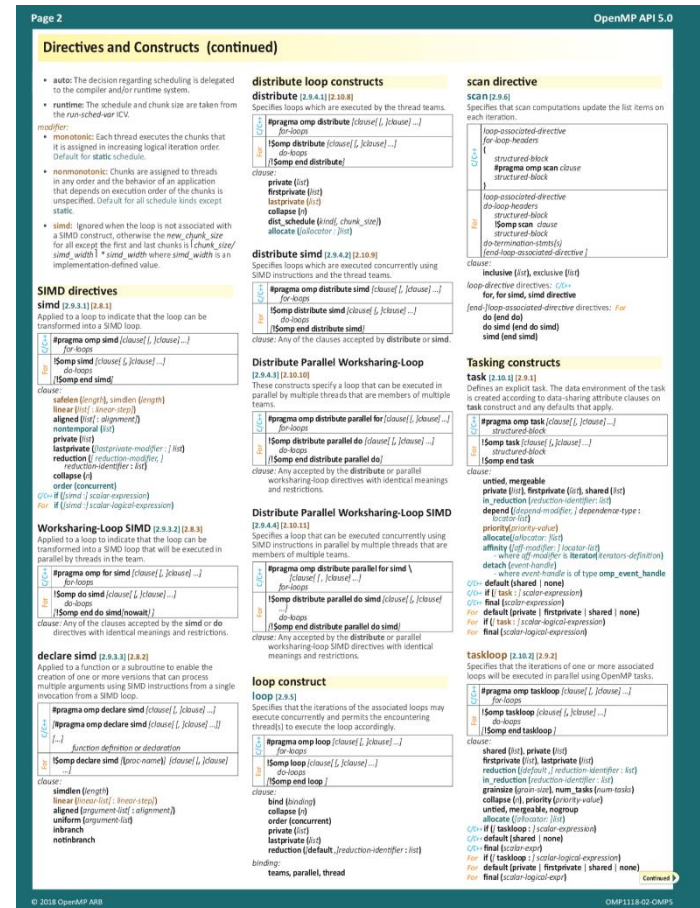 Page 2
OpenMP API 5.0
Directives and Constructs (continued)
• auto: The decision regarding scheduling is delegated
to the compiler and/or runtime system.
• runtime: The schedule and chunk size are taken from
the run-sched-var ICV.
modifier:
• monotonic: Each thread executes the chunks that
it is assigned in increasing logical iteration order.
Default for static schedule.
• nonmonotonic: Chunks are assigned to threads
in any order and the behavior of an application
that depends on execution order of the chunks is
unspecified. Default for all schedule kinds except
static.
• simd: Ignored when the loop is not associated with
a SIMD construct, otherwise the new_chunk_size
for all except the first and last chunks is ⌈chunk_size/
simd_width⌉ * simd_width where simd_width is an
implementation-defined value.
SIMD directives
simd [2.9.3.1] [2.8.1]
Applied to a loop to indicate that the loop can be
transformed into a SIMD loop.
C/C++
#pragma omp simd [clause[ [, ]clause] ...]
for-loops
For
!$omp simd [clause[ [, ]clause] ...]
do-loops
[!$omp end simd]
clause:
safelen (length), simdlen (length)
linear (list[ : linear-step])
aligned (list[ : alignment])
nontemporal (list)
private (list)
lastprivate ([lastprivate-modifier : ] list)
reduction ([ reduction-modifier, ]
reduction-identifier : list)
collapse (n)
order (concurrent)
C/C++ if ([simd :] scalar-expression)
For if ([simd :] scalar-logical-expression)
Worksharing-Loop SIMD [2.9.3.2] [2.8.3]
Applied to a loop to indicate that the loop can be
transformed into a SIMD loop that will be executed in
parallel by threads in the team.
C/C++
#pragma omp for simd [clause[ [, ]clause] ...]
for-loops
For
!$omp do simd [clause[ [, ]clause] ...]
do-loops
[!$omp end do simd[nowait] ]
clause: Any of the clauses accepted by the simd or do
directives with identical meanings and restrictions.
declare simd [2.9.3.3] [2.8.2]
Applied to a function or a subroutine to enable the
creation of one or more versions that can process
multiple arguments using SIMD instructions from a single
invocation from a SIMD loop.
C/C++
#pragma omp declare simd [clause[ [, ]clause] ...]
[#pragma omp declare simd [clause[ [, ]clause] ...]]
[...]
function definition or declaration
For
!$omp declare simd [(proc-name)] [clause[ [, ]clause]
...]
clause:
simdlen (length)
linear (linear-list[ : linear-step])
aligned (argument-list[ : alignment])
uniform (argument-list)
inbranch
notinbranch
distribute loop constructs
distribute [2.9.4.1] [2.10.8]
Specifies loops which are executed by the thread teams.
C/C++
#pragma omp distribute [clause[ [, ]clause] ...]
for-loops
For
!$omp distribute [clause[ [, ]clause] ...]
do-loops
[!$omp end distribute]
clause:
private (list)
firstprivate (list)
lastprivate (list)
collapse (n)
dist_schedule (kind[, chunk_size])
allocate ([allocator : ]list)
distribute simd [2.9.4.2] [2.10.9]
Specifies loops which are executed concurrently using
SIMD instructions and the thread teams.
C/C++
#pragma omp distribute simd [clause[ [, ]clause] ...]
for-loops
For
!$omp distribute simd [clause[ [, ]clause] ...]
do-loops
[!$omp end distribute simd]
clause: Any of the clauses accepted by distribute or simd.
Distribute Parallel Worksharing-Loop
[2.9.4.3] [2.10.10]
These constructs specify a loop that can be executed in
parallel by multiple threads that are members of multiple
teams.
C/C++
#pragma omp distribute parallel for [clause[ [, ]clause] ...]
for-loops
For
!$omp distribute parallel do [clause[ [, ]clause] ...]
do-loops
[!$omp end distribute parallel do]
clause: Any accepted by the distribute or parallel
worksharing-loop directives with identical meanings
and restrictions.
Distribute Parallel Worksharing-Loop SIMD
[2.9.4.4] [2.10.11]
Specifies a loop that can be executed concurrently using
SIMD instructions in parallel by multiple threads that are
members of multiple teams.
C/C++
#pragma omp distribute parallel for simd \
[clause[ [, ]clause] ...]
for-loops
For
!$omp distribute parallel do simd [clause[ [, ]clause]
...]
do-loops
[!$omp end distribute parallel do simd]
clause: Any accepted by the distribute or parallel
worksharing-loop SIMD directives with identical
meanings and restrictions.
loop construct
loop [2.9.5]
Specifies that the iterations of the associated loops may
execute concurrently and permits the encountering
thread(s) to execute the loop accordingly.
C/C++
#pragma omp loop [clause[ [, ]clause] ...]
for-loops
For
!$omp loop [clause[ [, ]clause] ...]
do-loops
[!$omp end loop ]
clause:
bind (binding)
collapse (n)
order (concurrent)
private (list)
lastprivate (list)
reduction ([default ,]reduction-identifier : list)
binding:
teams, parallel, thread
scan directive
scan [2.9.6]
Specifies that scan computations update the list items on
each iteration.
C/C++
loop-associated-directive
for-loop-headers
{
structured-block
#pragma omp scan clause
structured-block
}
For
loop-associated-directive
do-loop-headers
structured-block
!$omp scan clause
structured-block
do-termination-stmts(s)
[end-loop-associated-directive ]
clause:
inclusive (list), exclusive (list)
loop-directive directives: C/C++
for, for simd, simd directive
[end-]loop-associated-directive directives: For
do (end do)
do simd (end do simd)
simd (end simd)
Tasking constructs
task [2.10.1] [2.9.1]
Defines an explicit task. The data environment of the task
is created according to data-sharing attribute clauses on
task construct and any defaults that apply.
C/C++
#pragma omp task [clause[ [, ]clause] ...]
structured-block
For
!$omp task [clause[ [, ]clause] ...]
structured-block
!$omp end task
clause:
untied, mergeable
private (list), firstprivate (list), shared (list)
in_reduction (reduction-identifier: list)
depend ([depend-modifier, ] dependence-type :
locator-list)
priority(priority-value)
allocate([allocator: ]list)
affinity ([aff-modifier: ] locator-list)
- where aff-modifier is iterator(iterators-definition)
detach (event-handle)
- where event-handle is of type omp_event_handle
C/C++ default (shared | none)
C/C++ if ([ task : ] scalar-expression)
C/C++ final (scalar-expression)
For default (private | firstprivate | shared | none)
For if ([ task : ] scalar-logical-expression)
For final (scalar-logical-expression)
taskloop [2.10.2] [2.9.2]
Specifies that the iterations of one or more associated
loops will be executed in parallel using OpenMP tasks.
C/C++
#pragma omp taskloop [clause[ [, ]clause] ...]
for-loops
For
!$omp taskloop [clause[ [, ]clause] ...]
do-loops
[!$omp end taskloop ]
clause:
shared (list), private (list)
firstprivate (list), lastprivate (list)
reduction ([default ,] reduction-identifier : list)
in_reduction (reduction-identifier : list)
grainsize (grain-size), num_tasks (num-tasks)
collapse (n), priority (priority-value)
untied, mergeable, nogroup
allocate ([allocator: ]list)
C/C++ if ([ taskloop : ] scalar-expression)
C/C++ default (shared | none)
C/C++ final (scalar-expr)
For if ([ taskloop : ] scalar-logical-expression)
For default (private | firstprivate | shared | none)
For final (scalar-logical-expr)
Continued
© 2018 OpenMP ARB
OMP1118-02-OMP5